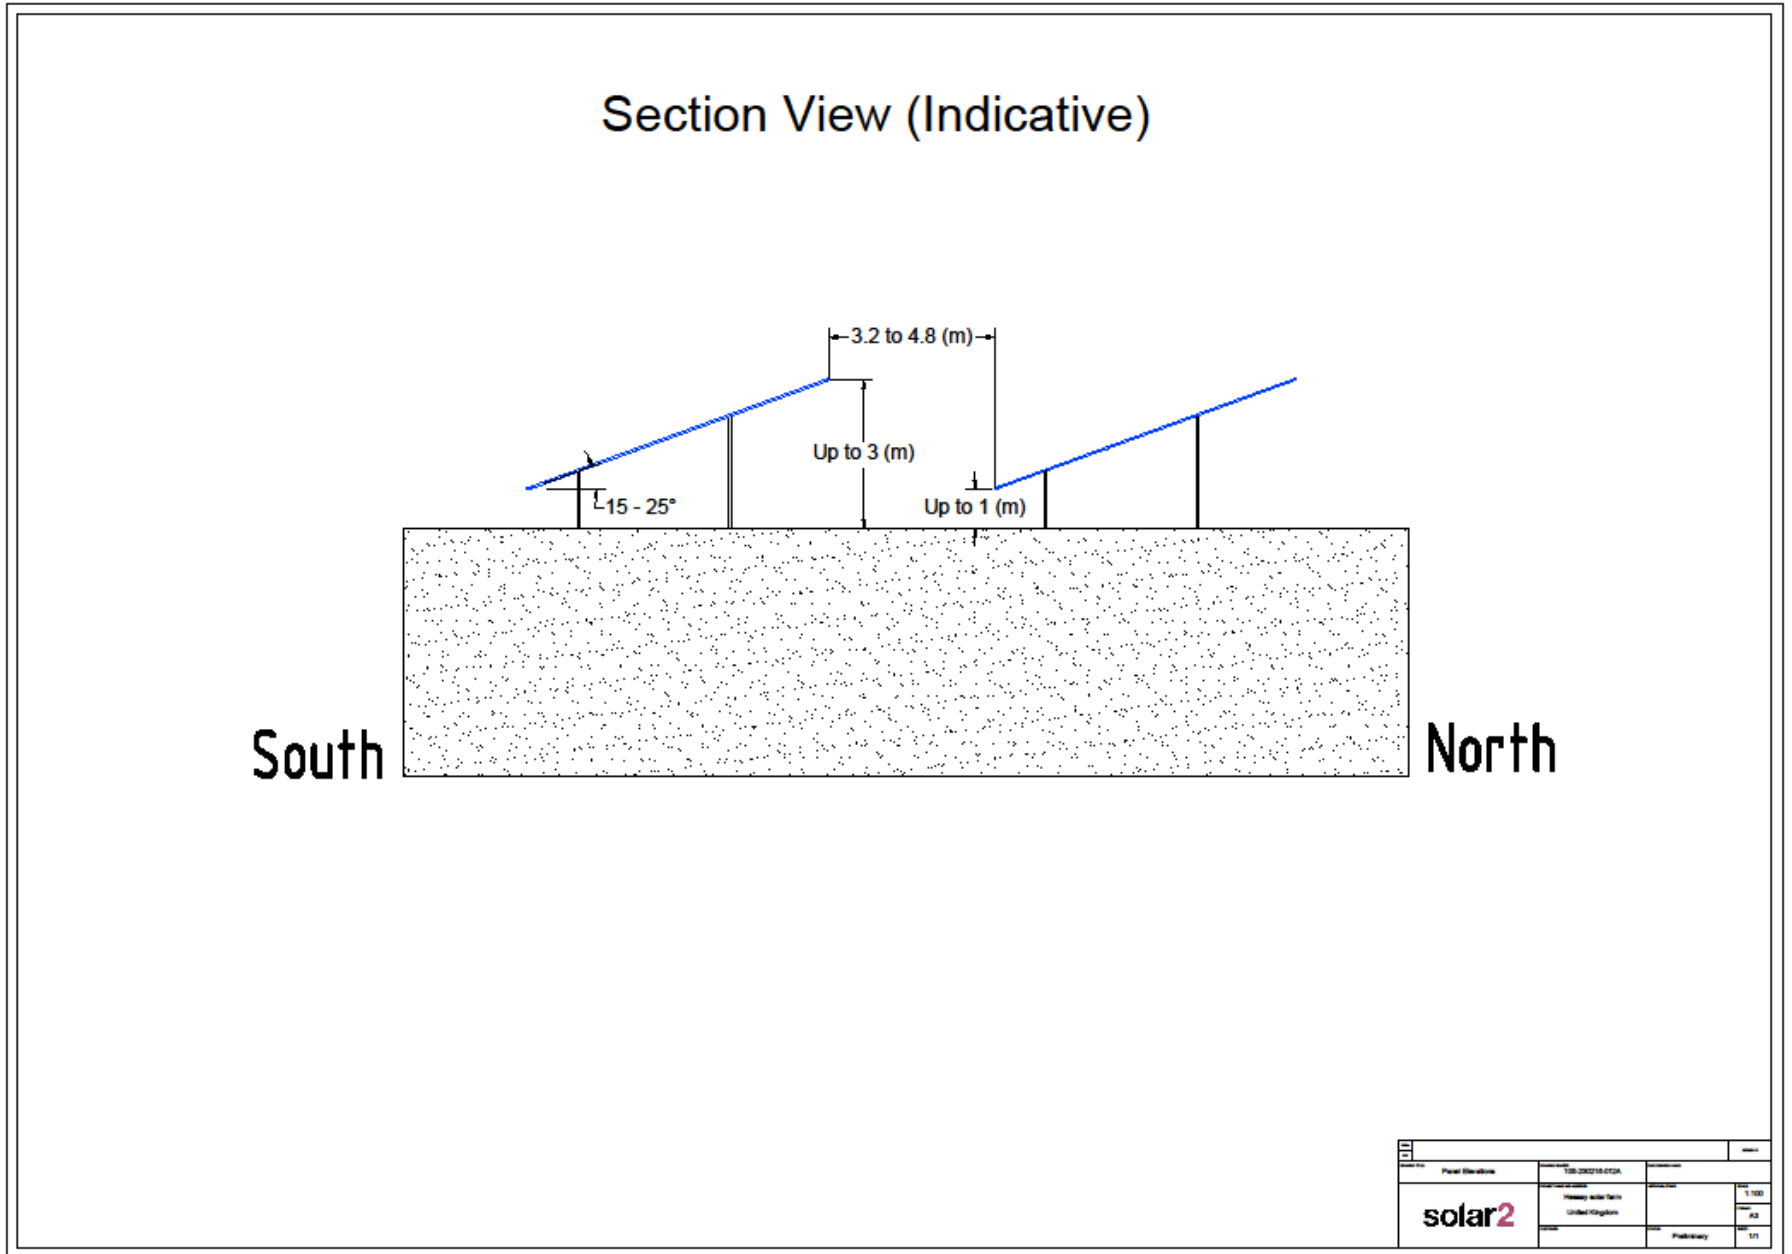 Section View (Indicative)
3.2 to 4.8 (m)
Up to 3 (m)
15 - 25°
Up to 1 (m)
South
North
Panel Elevations
Hessay solar farm
United Kingdom
solar2
1:100
A3
Preliminary
1/1